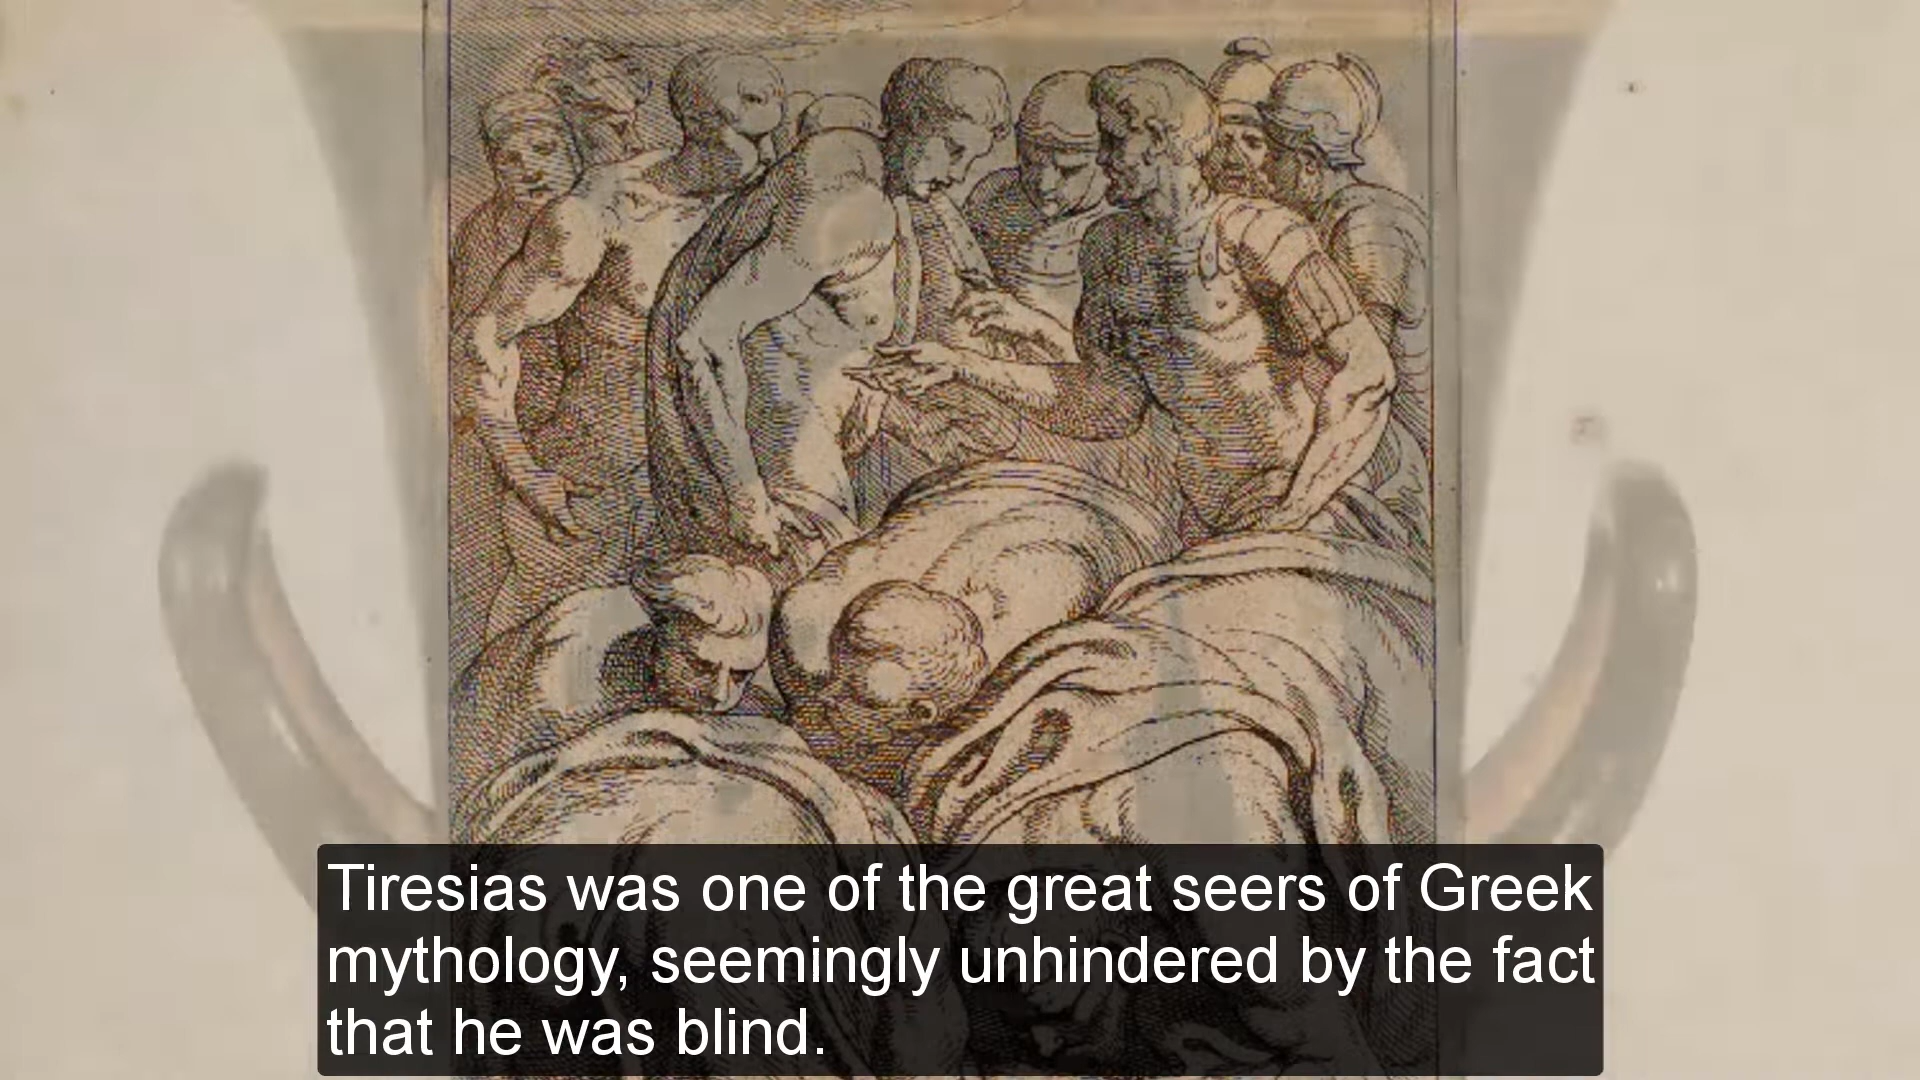 Tiresias was one of the great seers of Greek
mythology, seemingly unhindered by the fact
that he was blind.